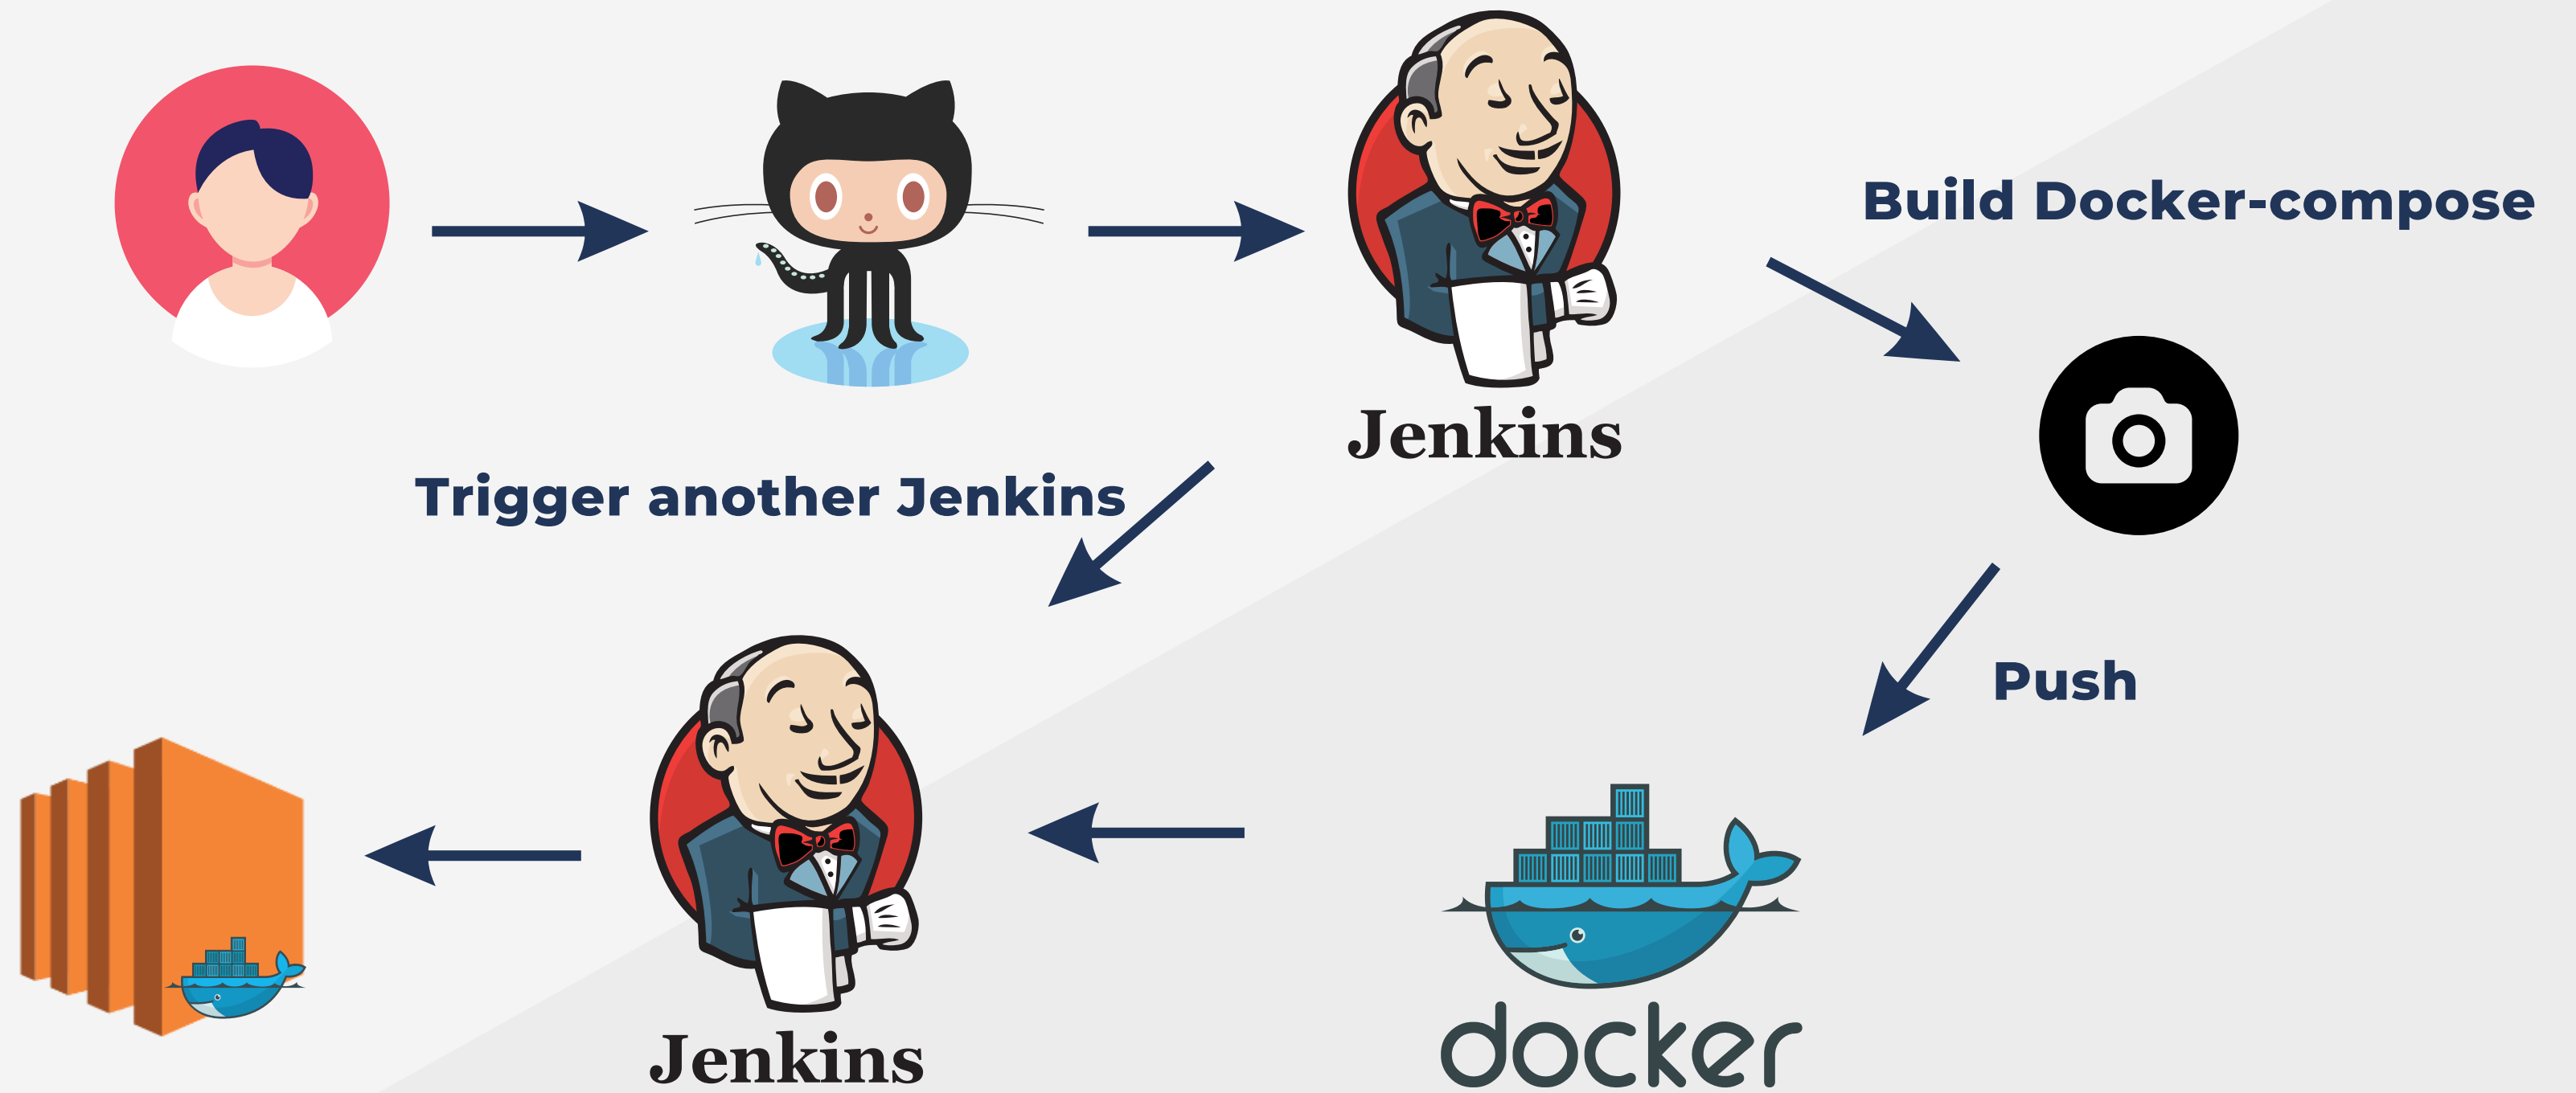 Build Docker-compose
Jenkins
Trigger another Jenkins
Push
Jenkins
docker